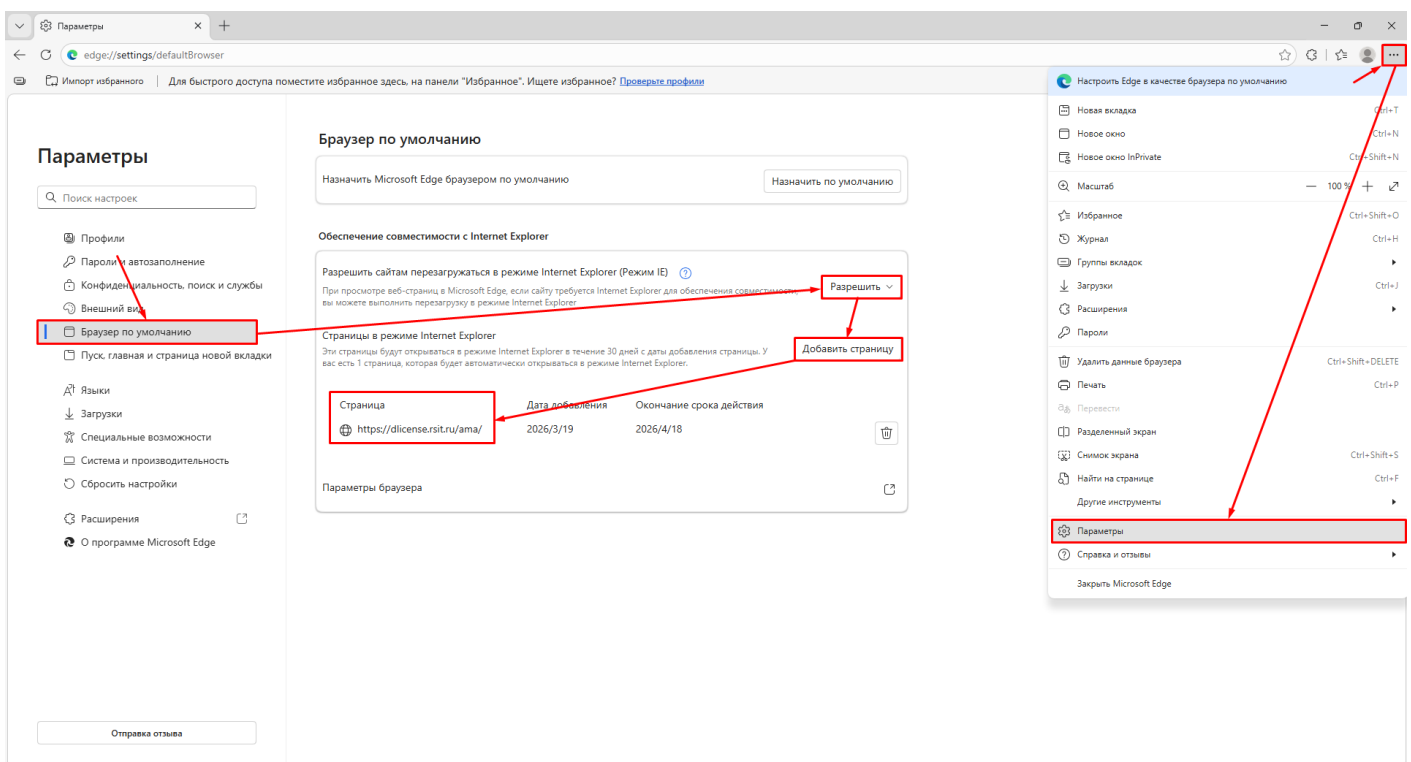 Параметры
edge://settings/defaultBrowser
Импорт избранного
Для быстрого доступа поместите избранное здесь, на панели "Избранное". Ищете избранное? Проверьте профили
Параметры
Поиск настроек
Профили
Пароли и автозаполнение
Конфиденциальность, поиск и службы
Внешний вид
Браузер по умолчанию
Пуск, главная и страница новой вкладки
Языки
Загрузки
Специальные возможности
Система и производительность
Сбросить настройки
Расширения
О программе Microsoft Edge
Отправка отзыва
Браузер по умолчанию
Назначить Microsoft Edge браузером по умолчанию
Назначить по умолчанию
Обеспечение совместимости с Internet Explorer
Разрешить сайтам перезагружаться в режиме Internet Explorer (Режим IE)
При просмотре веб-страниц в Microsoft Edge, если сайту требуется Internet Explorer для обеспечения совместимости,
вы можете выполнить перезагрузку в режиме Internet Explorer
Разрешить
Страницы в режиме Internet Explorer
Эти страницы будут открываться в режиме Internet Explorer в течение 30 дней с даты добавления страницы. У
вас есть 1 страница, которая будет автоматически открываться в режиме Internet Explorer.
Добавить страницу
Страница Дата добавления Окончание срока действия
https://dlicense.rsit.ru/ama/ 2026/3/19 2026/4/18
Параметры браузера
Настроить Edge в качестве браузера по умолчанию
Новая вкладка Ctrl+T
Новое окно Ctrl+N
Новое окно InPrivate Ctrl+Shift+N
Масштаб 100 %
Избранное Ctrl+Shift+O
Журнал Ctrl+H
Группы вкладок
Загрузки Ctrl+J
Расширения
Пароли
Удалить данные браузера Ctrl+Shift+DELETE
Печать Ctrl+P
Перевести
Разделенный экран
Снимок экрана Ctrl+Shift+S
Найти на странице Ctrl+F
Другие инструменты
Параметры
Справка и отзывы
Закрыть Microsoft Edge